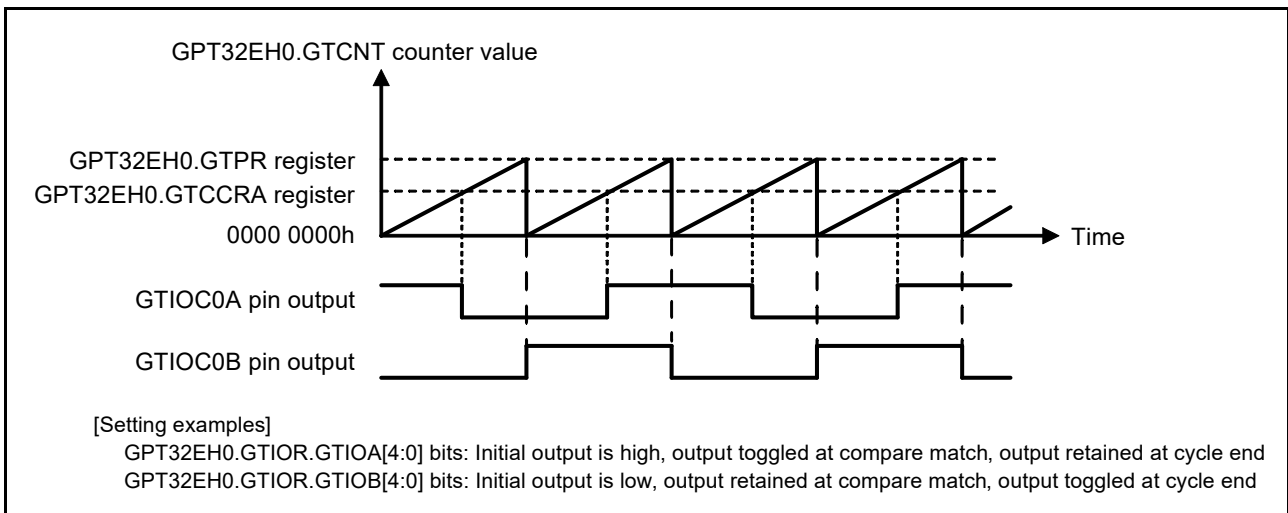 GPT32EH0.GTCNT counter value
GPT32EH0.GTPR register
GPT32EH0.GTCCRA register
0000 0000h
Time
GTIOC0A pin output
GTIOC0B pin output
[Setting examples]
GPT32EH0.GTIOR.GTIOA[4:0] bits: Initial output is high, output toggled at compare match, output retained at cycle end
GPT32EH0.GTIOR.GTIOB[4:0] bits: Initial output is low, output retained at compare match, output toggled at cycle end